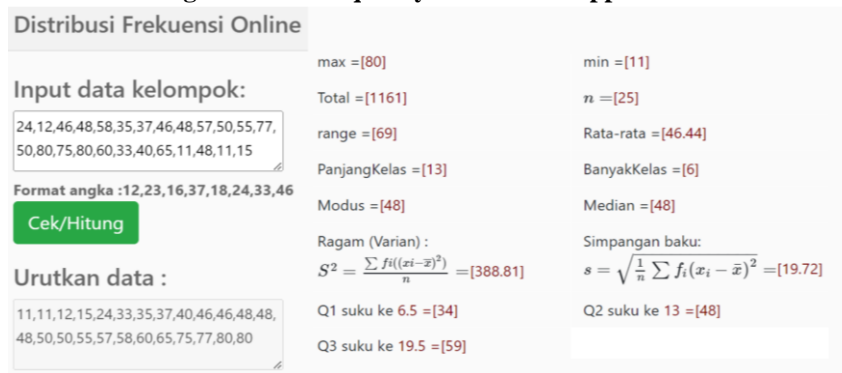 Distribusi Frekuensi Online
Input data kelompok:
24,12,46,48,58,35,37,46,48,57,50,55,77,
50,80,75,80,60,33,40,65,11,48,11,15
Format angka :12,23,16,37,18,24,33,46
Cek/Hitung
Urutkan data :
11,11,12,15,24,33,35,37,40,46,46,48,48,
48,50,50,55,57,58,60,65,75,77,80,80
max =[80]
min =[11]
Total =[1161]
n =[25]
range =[69]
Rata-rata =[46.44]
PanjangKelas =[13]
BanyakKelas =[6]
Modus =[48]
Median =[48]
Ragam (Varian) :
S² = ∑ fi((xi−x̄)²) / n =[388.81]
Simpangan baku:
s = √(1/n ∑ fᵢ(xᵢ − x̄)²) =[19.72]
Q1 suku ke 6.5 =[34]
Q2 suku ke 13 =[48]
Q3 suku ke 19.5 =[59]